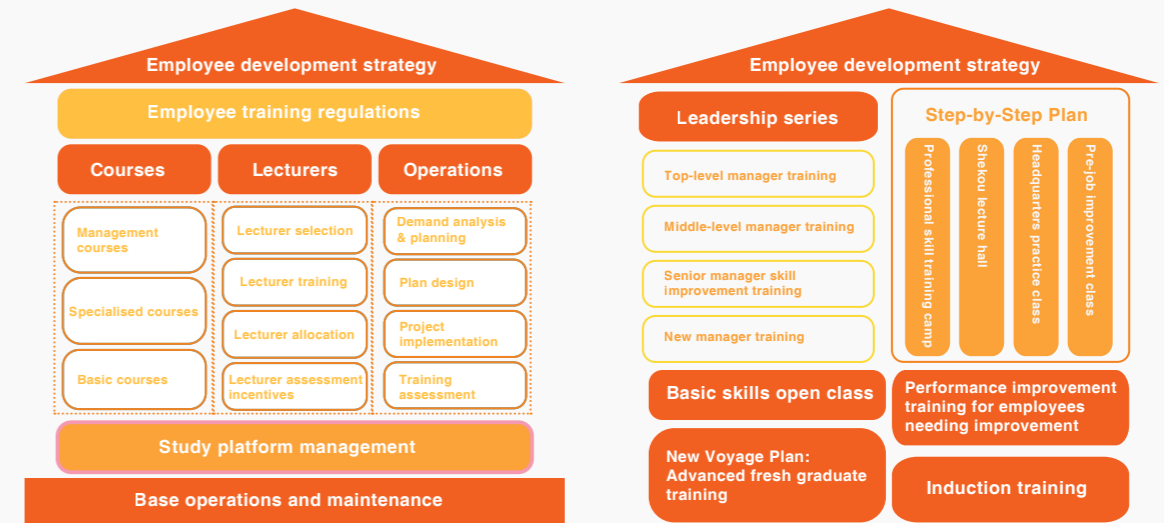 Employee development strategy
Employee training regulations
Courses
Lecturers
Operations
Management
courses
Specialised courses
Basic courses
Lecturer selection
Lecturer training
Lecturer allocation
Lecturer assessment
incentives
Demand analysis
& planning
Plan design
Project
implementation
Training
assessment
Study platform management
Base operations and maintenance
Employee development strategy
Leadership series
Top-level manager training
Middle-level manager training
Senior manager skill
improvement training
New manager training
Step-by-Step Plan
Professional skill training camp
Shekou lecture hall
Headquarters practice class
Pre-job improvement class
Basic skills open class
Performance improvement
training for employees
needing improvement
New Voyage Plan:
Advanced fresh graduate
training
Induction training